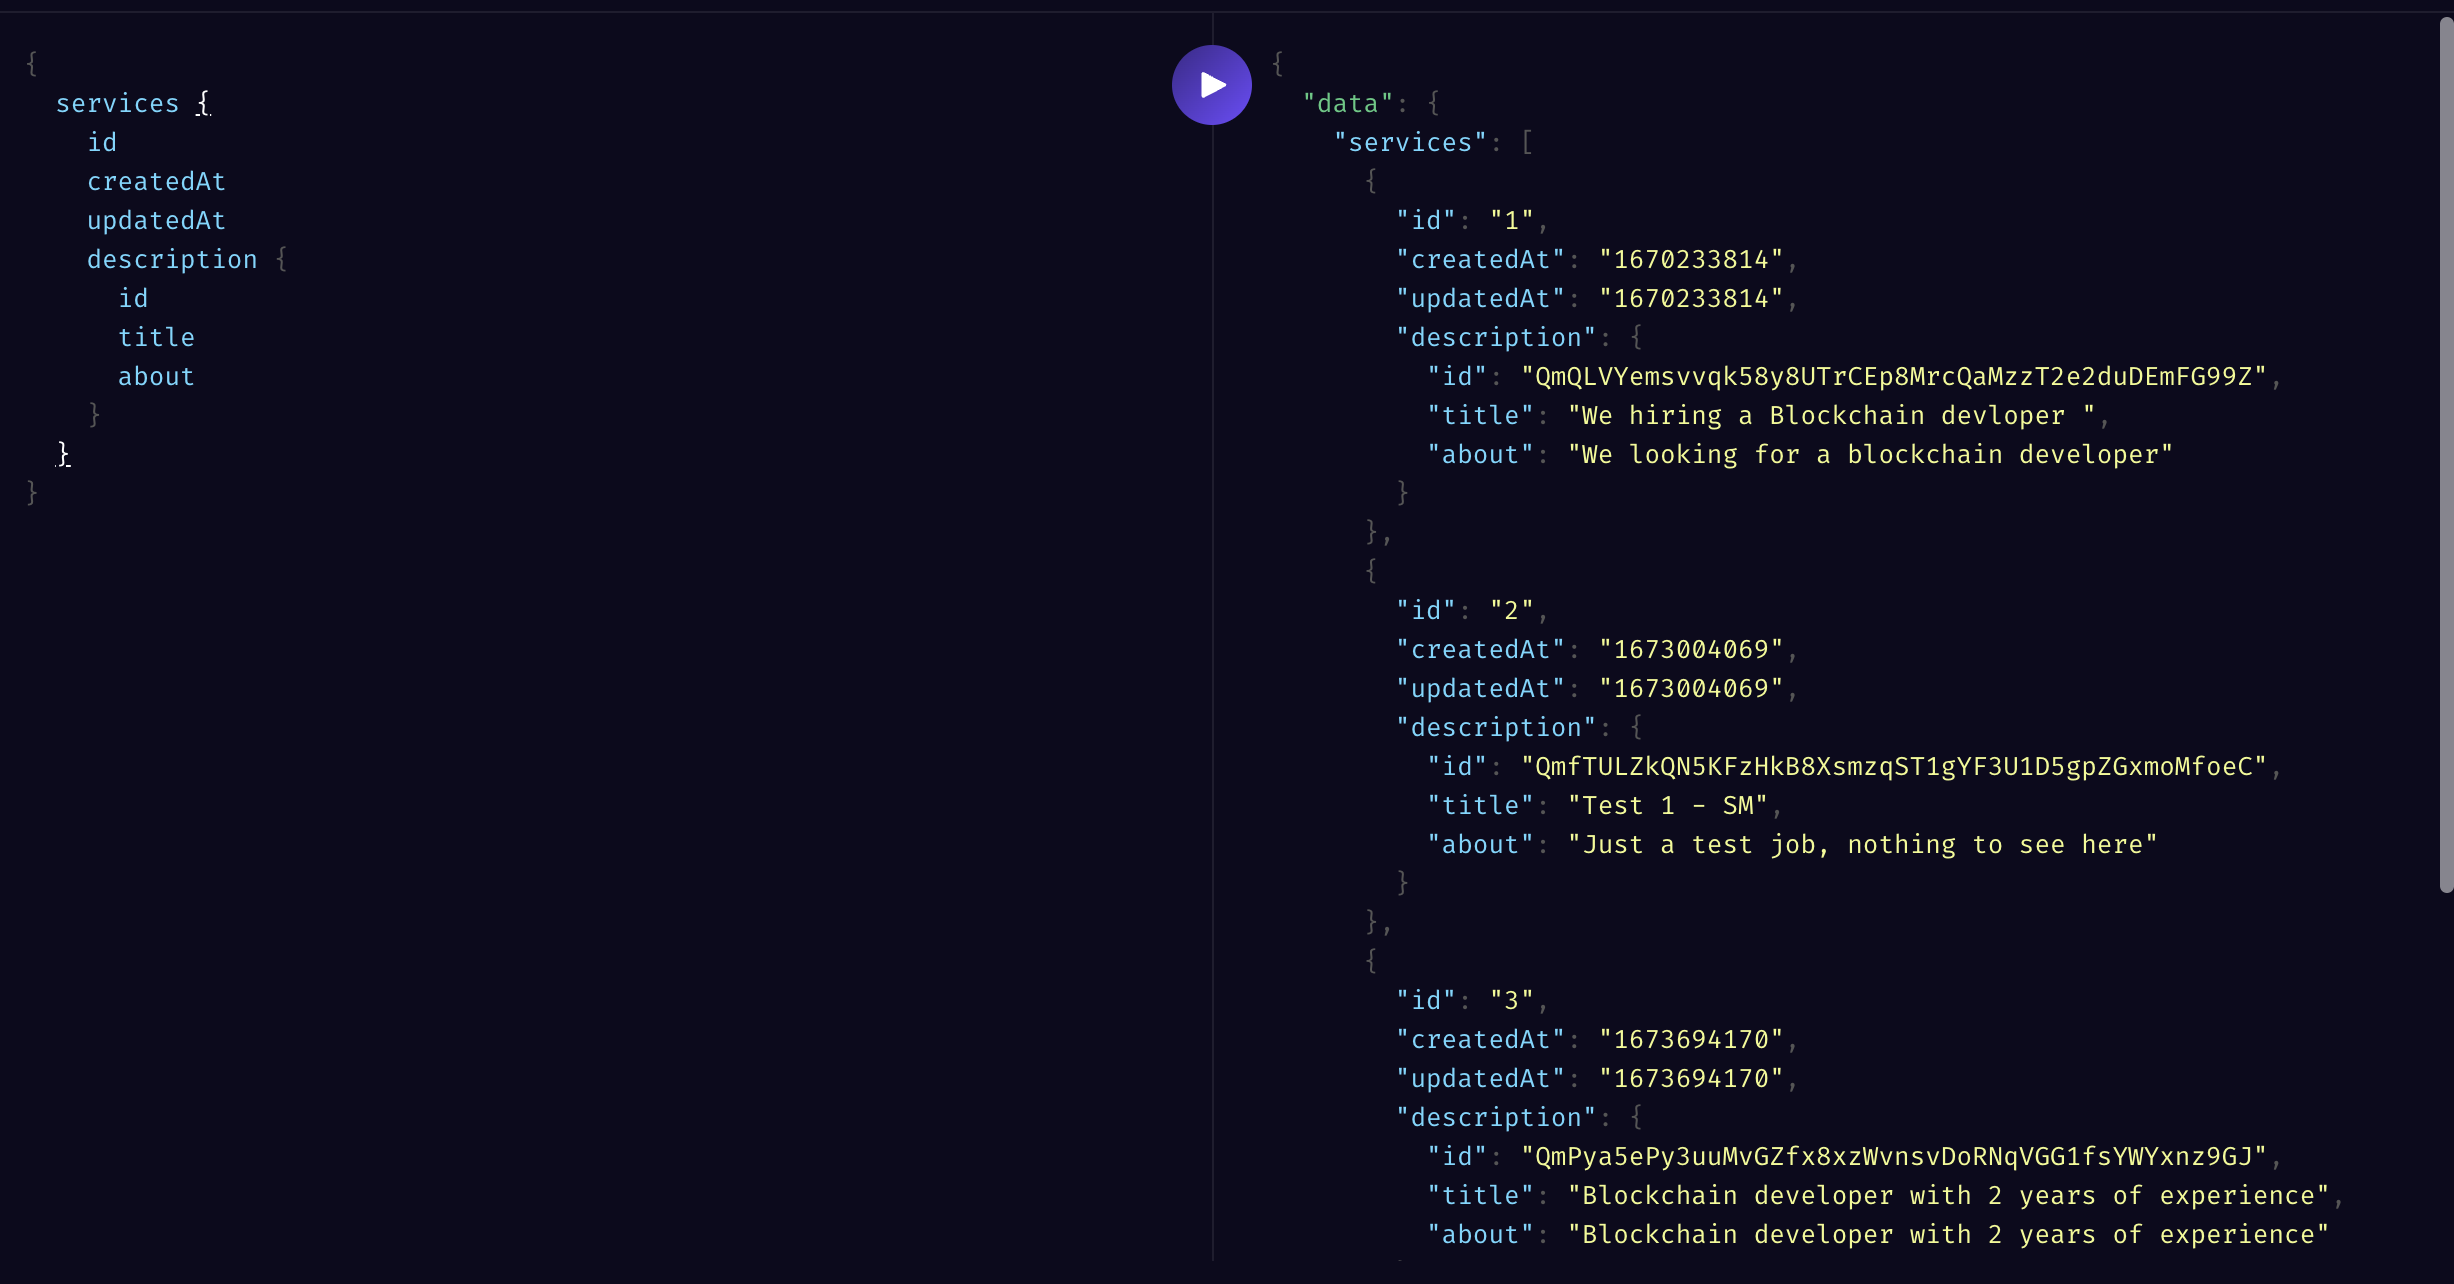 {
  services {
    id
    createdAt
    updatedAt
    description {
      id
      title
      about
    }
  }
}
{
  "data": {
    "services": [
      {
        "id": "1",
        "createdAt": "1670233814",
        "updatedAt": "1670233814",
        "description": {
          "id": "QmQLVYemsvvqk58y8UTrCEp8MrcQaMzzT2e2duDEmFG99Z",
          "title": "We hiring a Blockchain devloper ",
          "about": "We looking for a blockchain developer"
        }
      },
      {
        "id": "2",
        "createdAt": "1673004069",
        "updatedAt": "1673004069",
        "description": {
          "id": "QmfTULZkQN5KFzHkB8XsmzqST1gYF3U1D5gpZGxmoMfoeC",
          "title": "Test 1 - SM",
          "about": "Just a test job, nothing to see here"
        }
      },
      {
        "id": "3",
        "createdAt": "1673694170",
        "updatedAt": "1673694170",
        "description": {
          "id": "QmPya5ePy3uuMvGZfx8xzWvnsvDoRNqVGG1fsYWYxnz9GJ",
          "title": "Blockchain developer with 2 years of experience",
          "about": "Blockchain developer with 2 years of experience"